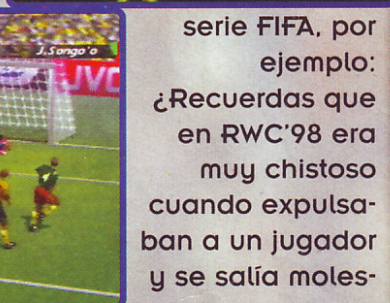 J.Songo'o
JVC
serie FIFA, por
ejemplo:
¿Recuerdas que
en RWC'98 era
muy chistoso
cuando expulsa-
ban a un jugador
y se salía moles-